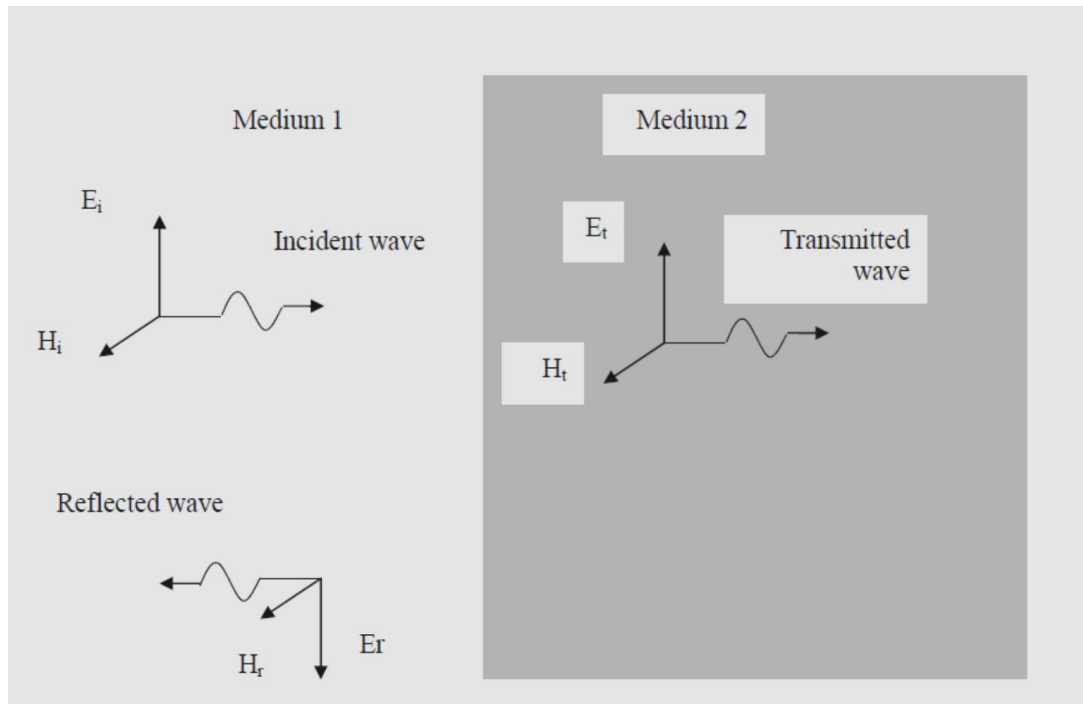 Medium 1
Medium 2
E_i
E_t
Incident wave
Transmitted
wave
H_i
H_t
Reflected wave
Er
H_r